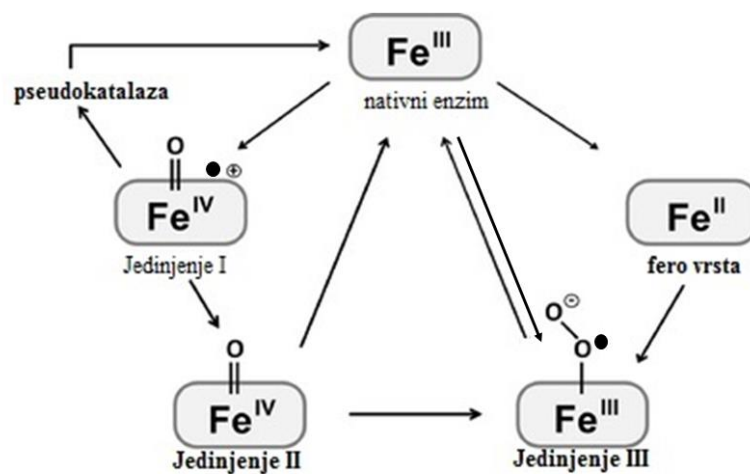 Fe^III
nativni enzim
pseudokatalaza
O
● ⊕
Fe^IV
Jedinjenje I
Fe^II
fero vrsta
O
Fe^IV
Jedinjenje II
O ⊖
O ●
Fe^III
Jedinjenje III